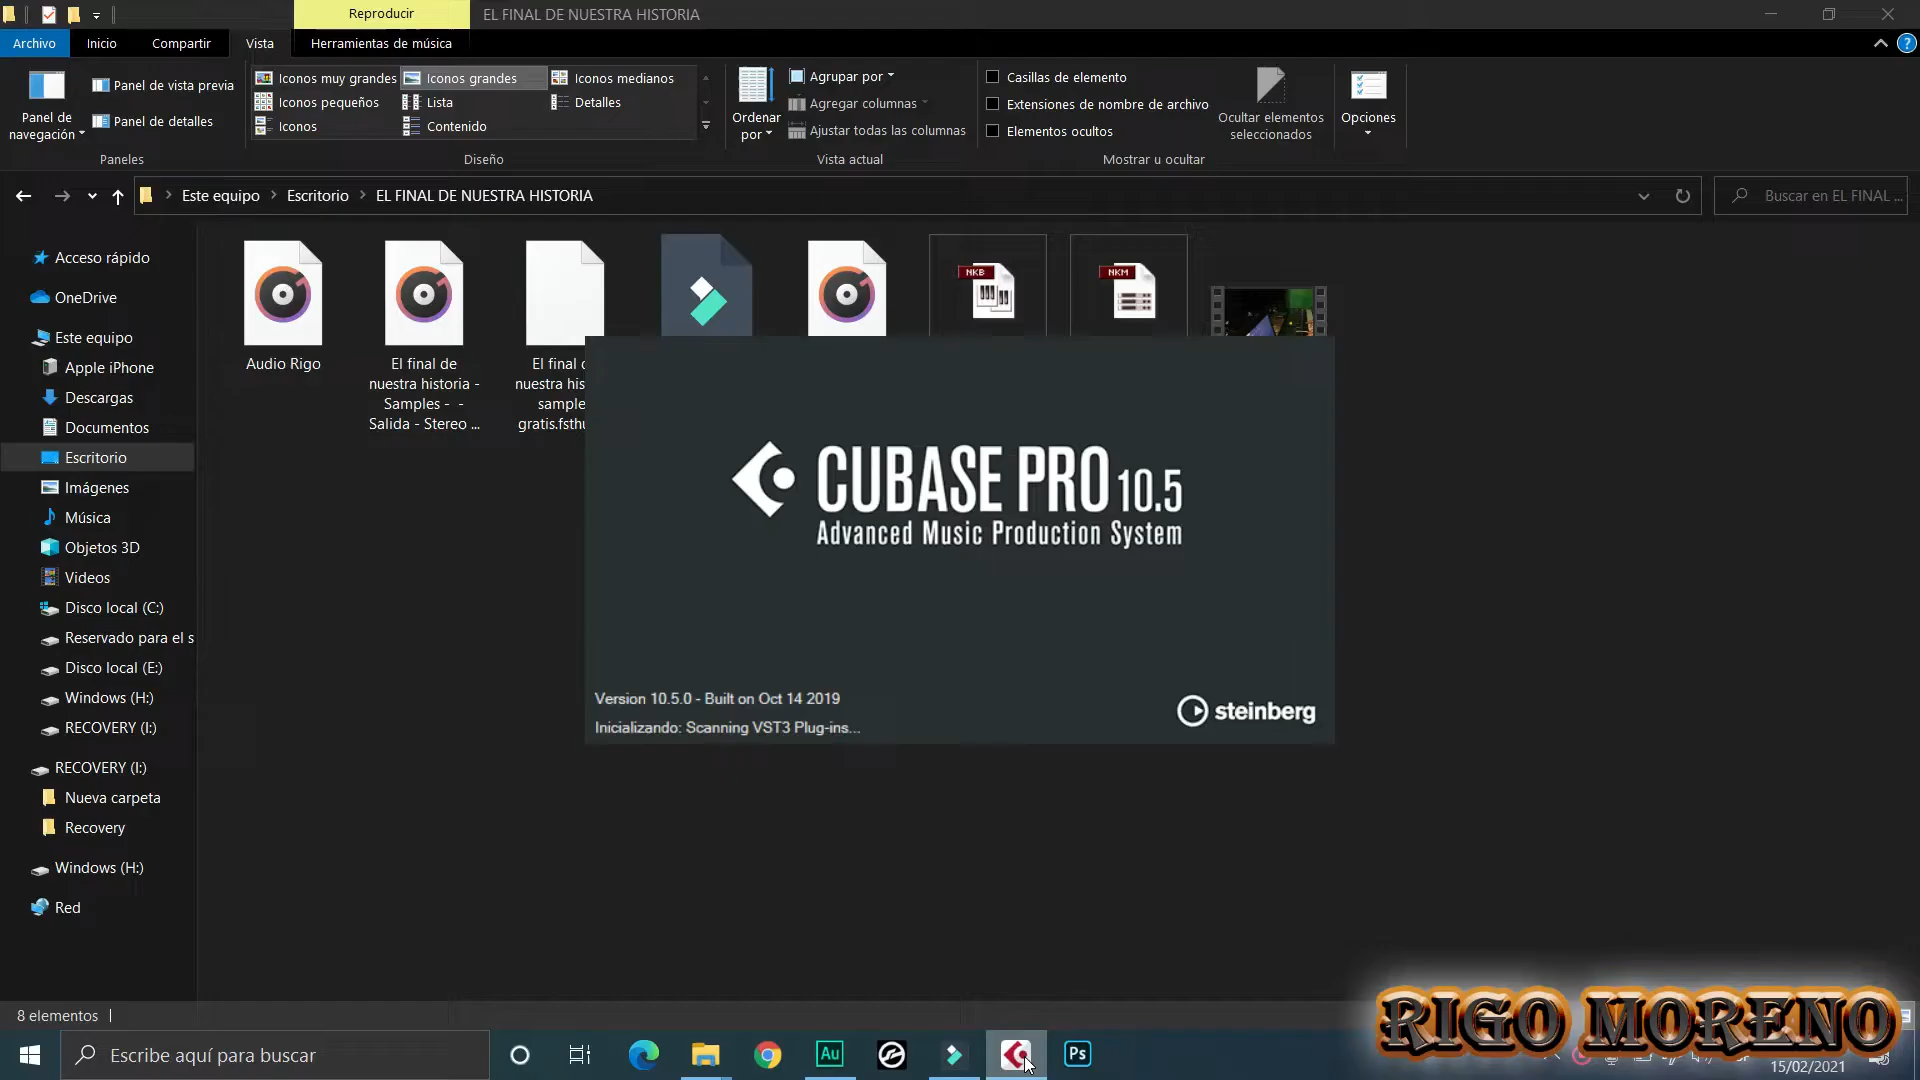 Reproducir
EL FINAL DE NUESTRA HISTORIA
Archivo
Inicio
Compartir
Vista
Herramientas de música
Panel de navegación
Panel de vista previa
Panel de detalles
Paneles
Iconos muy grandes
Iconos grandes
Iconos medianos
Iconos pequeños
Lista
Detalles
Iconos
Contenido
Diseño
Ordenar por
Agrupar por
Agregar columnas
Ajustar todas las columnas
Vista actual
Casillas de elemento
Extensiones de nombre de archivo
Elementos ocultos
Ocultar elementos seleccionados
Mostrar u ocultar
Opciones
Este equipo
Escritorio
EL FINAL DE NUESTRA HISTORIA
Buscar en EL FINAL ...
Acceso rápido
OneDrive
Este equipo
Apple iPhone
Descargas
Documentos
Escritorio
Imágenes
Música
Objetos 3D
Videos
Disco local (C:)
Reservado para el s
Disco local (E:)
Windows (H:)
RECOVERY (I:)
RECOVERY (I:)
Nueva carpeta
Recovery
Windows (H:)
Red
Audio Rigo
El final de
nuestra historia -
Samples - -
Salida - Stereo ...
El final
nuestra his
sample
gratis.fsth
NKB
NKM
CUBASE PRO 10.5
Advanced Music Production System
Version 10.5.0 - Built on Oct 14 2019
Inicializando: Scanning VST3 Plug-ins...
steinberg
8 elementos
Escribe aquí para buscar
Au
Ps
RIGO MORENO
15/02/2021